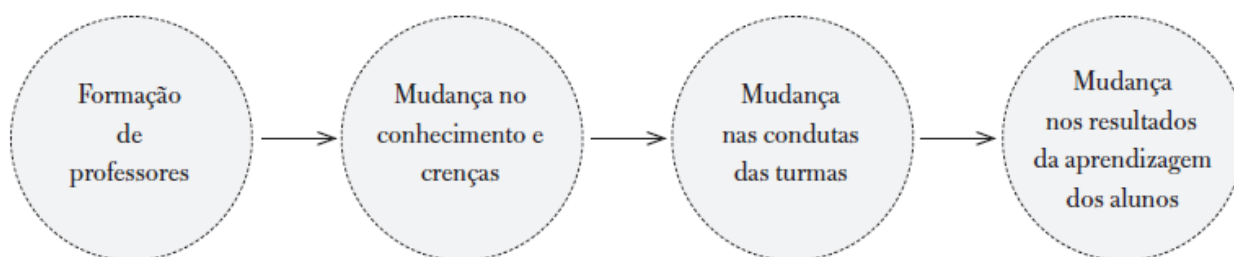 Formação
de
professores
Mudança no
conhecimento e
crenças
Mudança
nas condutas
das turmas
Mudança
nos resultados
da aprendizagem
dos alunos